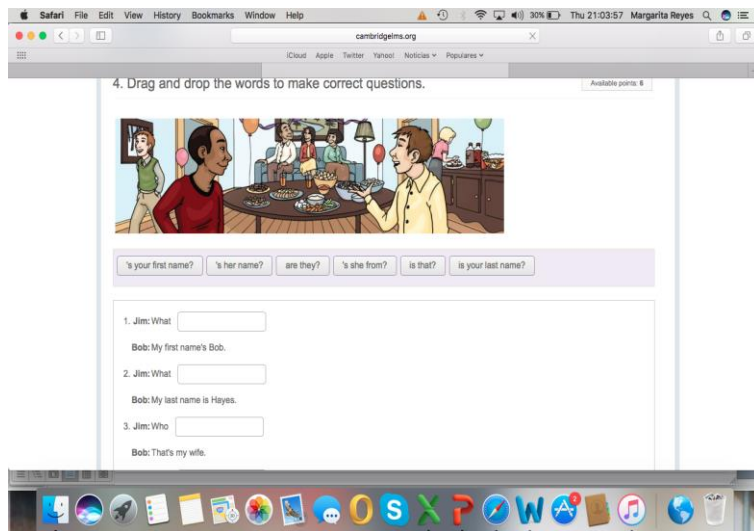 Safari File Edit View History Bookmarks Window Help 30% Thu 21:03:57 Margarita Reyes
cambridgelms.org
iCloud Apple Twitter Yahoo! Noticias Populares
4. Drag and drop the words to make correct questions.
Available points: 6
's your first name? 's her name? are they? 's she from? is that? is your last name?
1. Jim: What
Bob: My first name's Bob.
2. Jim: What
Bob: My last name is Hayes.
3. Jim: Who
Bob: That's my wife.